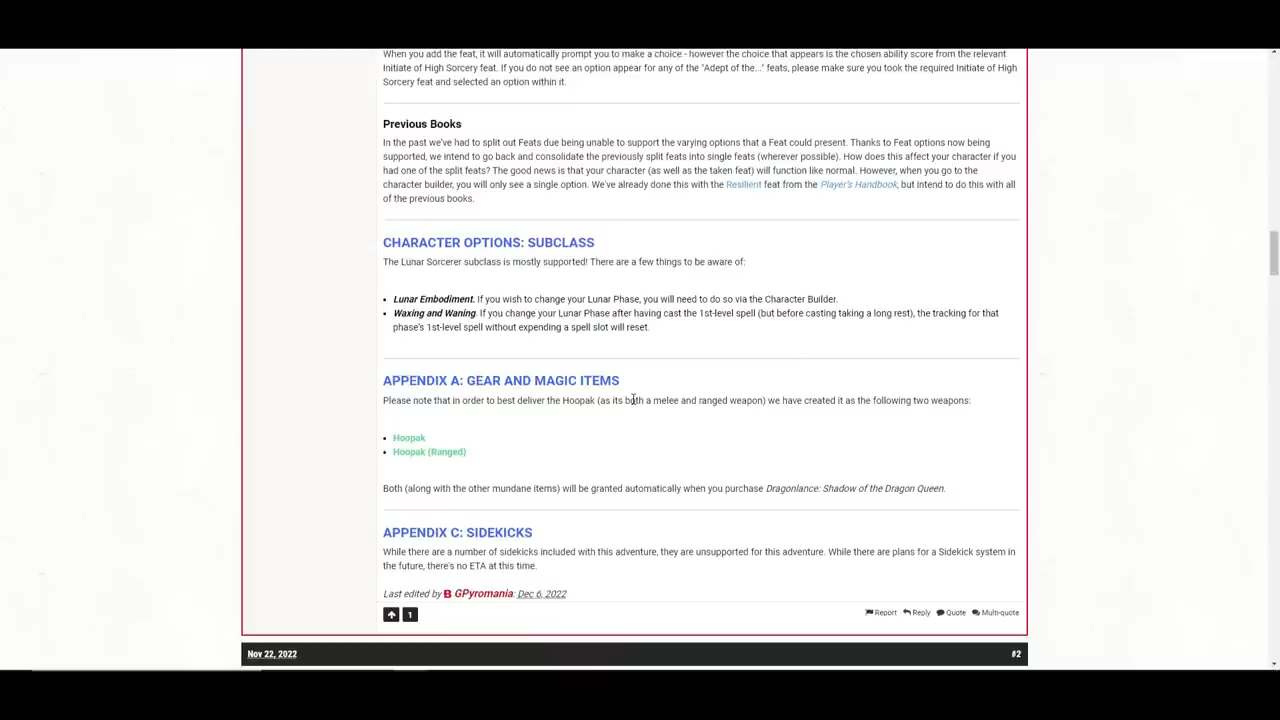 When you add the feat, it will automatically prompt you to make a choice - however the choice that appears is the chosen ability score from the relevant
Initiate of High Sorcery feat. If you do not see an option appear for any of the "Adept of the..." feats, please make sure you took the required Initiate of High
Sorcery feat and selected an option within it.
Previous Books
In the past we've had to split out Feats due being unable to support the varying options that a Feat could present. Thanks to Feat options now being
supported, we intend to go back and consolidate the previously split feats into single feats (wherever possible). How does this affect your character if you
had one of the split feats? The good news is that your character (as well as the taken feat) will function like normal. However, when you go to the
character builder, you will only see a single option. We've already done this with the Resilient feat from the Player's Handbook, but intend to do this with all
of the previous books.
CHARACTER OPTIONS: SUBCLASS
The Lunar Sorcerer subclass is mostly supported! There are a few things to be aware of:
• Lunar Embodiment. If you wish to change your Lunar Phase, you will need to do so via the Character Builder.
• Waxing and Waning. If you change your Lunar Phase after having cast the 1st-level spell (but before casting taking a long rest), the tracking for that
phase's 1st-level spell without expending a spell slot will reset.
APPENDIX A: GEAR AND MAGIC ITEMS
Please note that in order to best deliver the Hoopak (as its both a melee and ranged weapon) we have created it as the following two weapons:
• Hoopak
• Hoopak (Ranged)
Both (along with the other mundane items) will be granted automatically when you purchase Dragonlance: Shadow of the Dragon Queen.
APPENDIX C: SIDEKICKS
While there are a number of sidekicks included with this adventure, they are unsupported for this adventure. While there are plans for a Sidekick system in
the future, there's no ETA at this time.
Last edited by B GPyromania: Dec 6, 2022
1 Report Reply Quote Multi-quote
Nov 22, 2022 #2